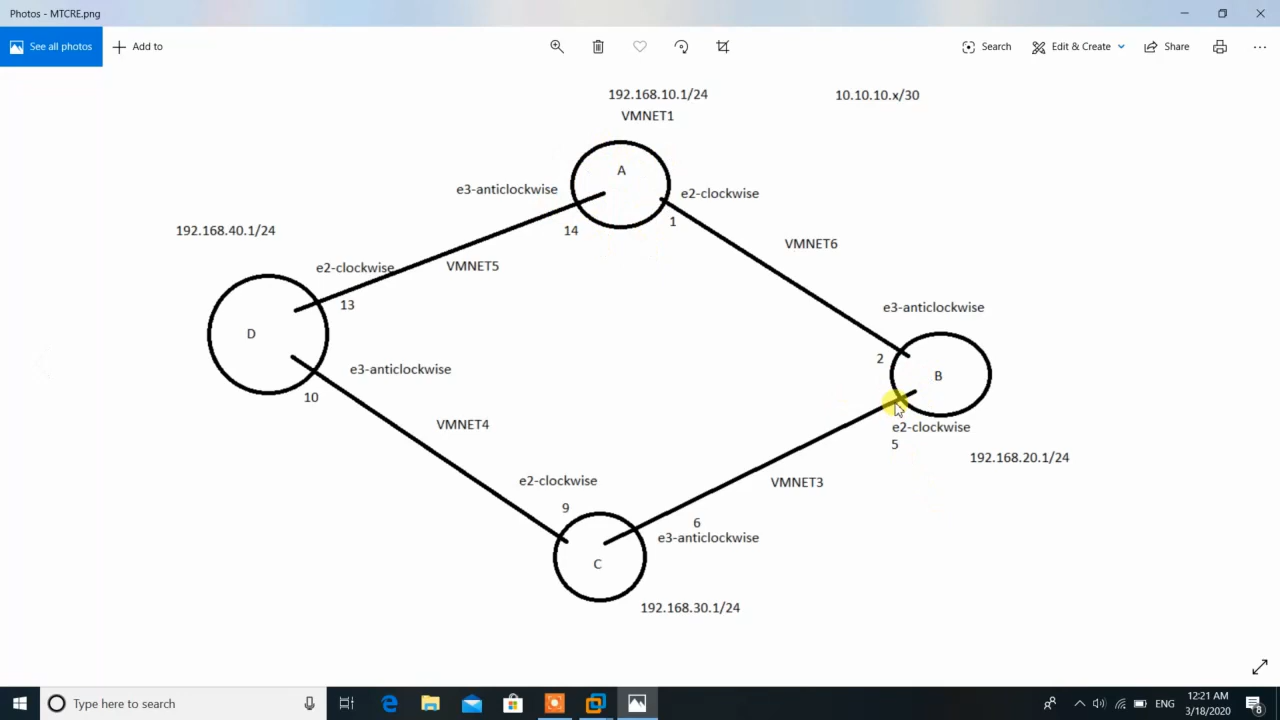 Photos - MTCRE.png
See all photos
Add to
Search
Edit & Create
Share
192.168.10.1/24
10.10.10.x/30
VMNET1
A
e3-anticlockwise
e2-clockwise
14
1
192.168.40.1/24
VMNET6
e2-clockwise
VMNET5
13
e3-anticlockwise
D
2
B
e3-anticlockwise
10
e2-clockwise
5
VMNET4
192.168.20.1/24
e2-clockwise
VMNET3
9
6
e3-anticlockwise
C
192.168.30.1/24
Type here to search
ENG
12:21 AM
3/18/2020
8